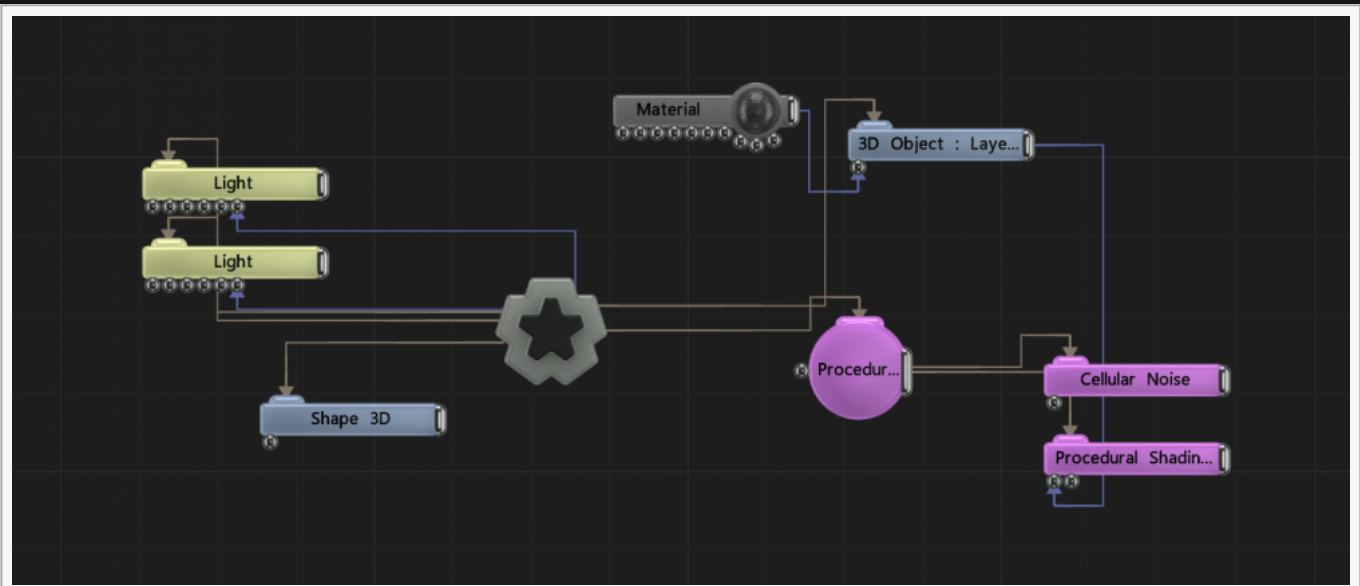 Material
3D Object : Laye...
Light
Light
Procedur...
Cellular Noise
Shape 3D
Procedural Shadin...